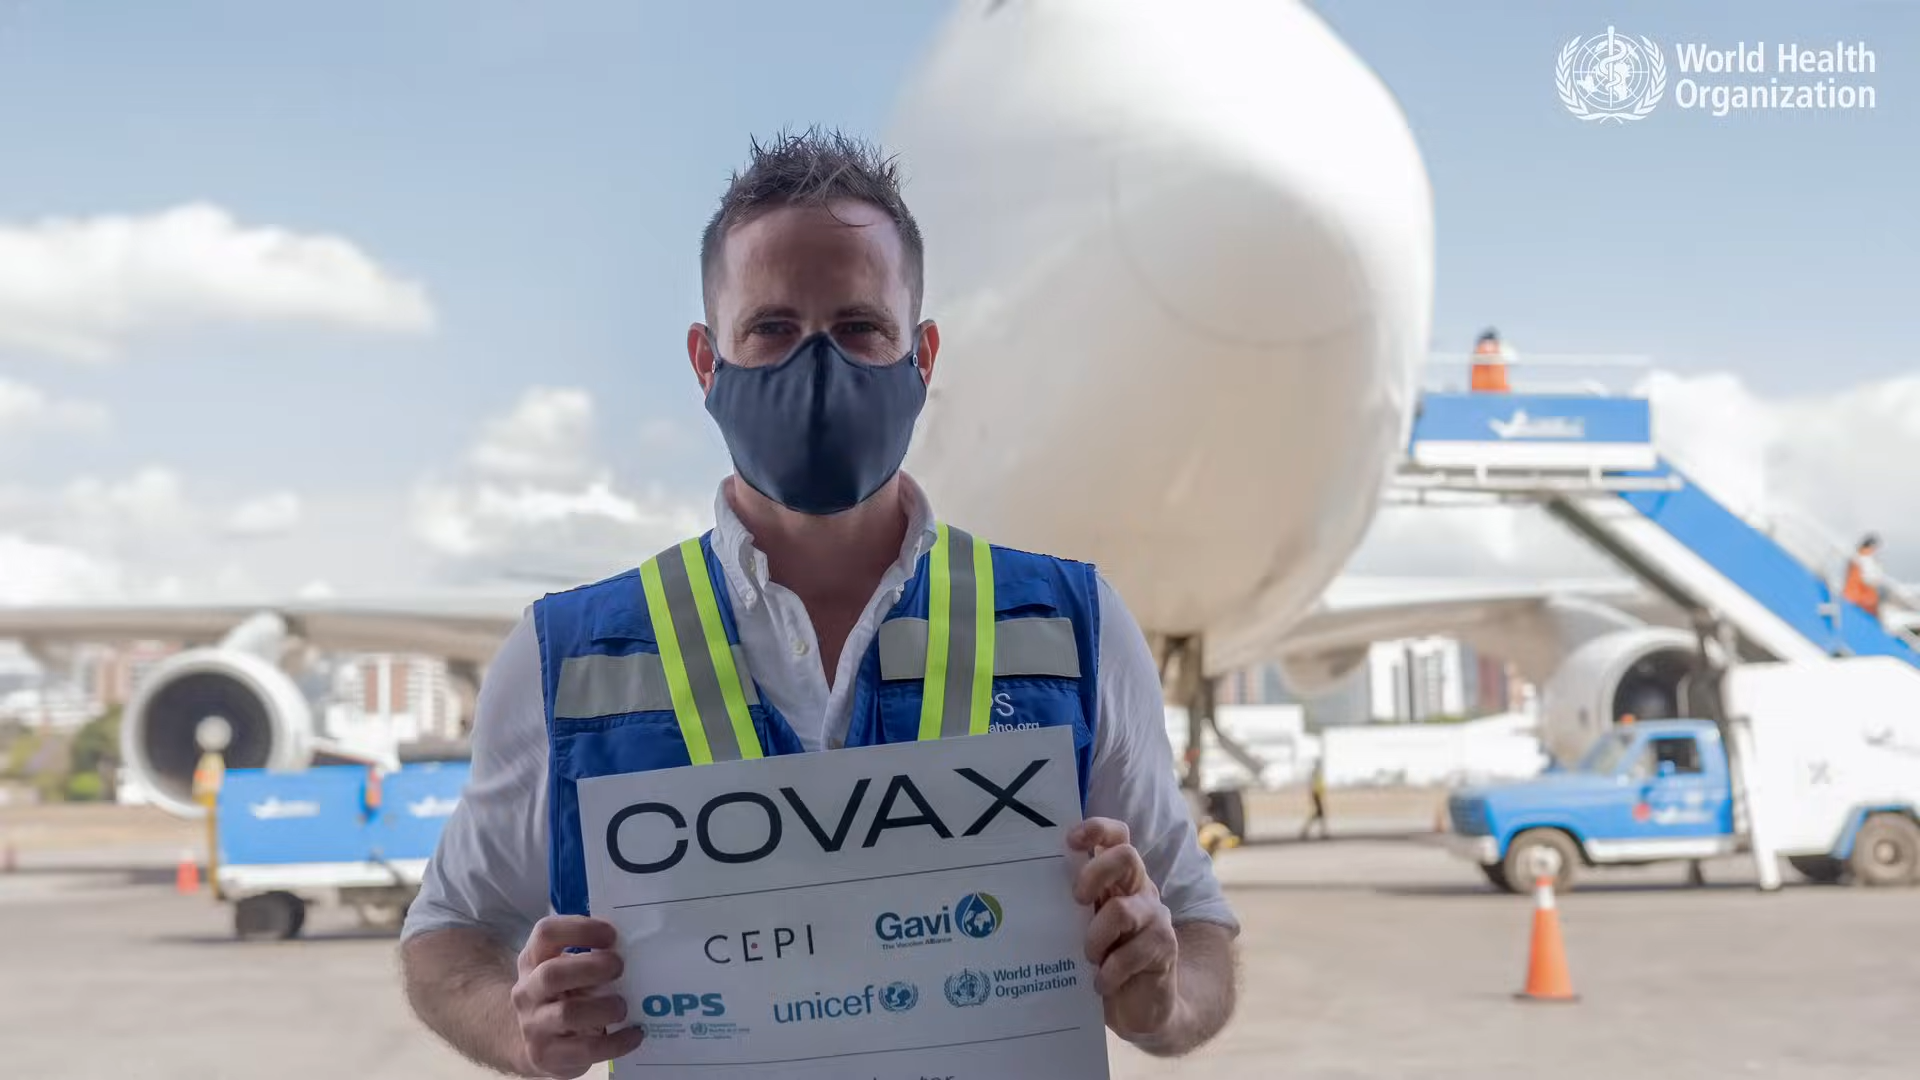 World Health
Organization
COVAX
CEPI
Gavi
The Vaccine Alliance
OPS
unicef
World Health
Organization